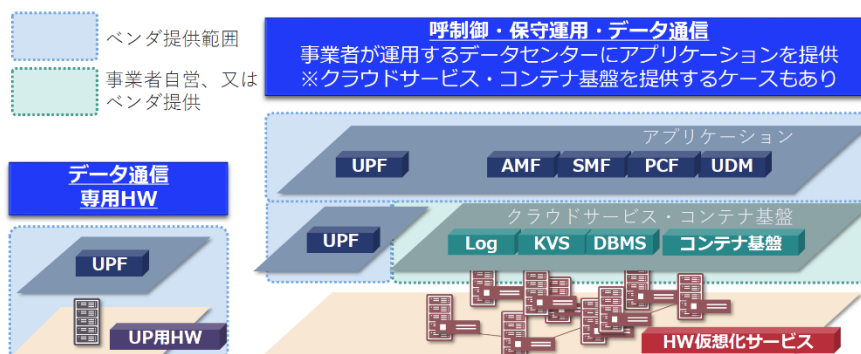 ベンダ提供範囲
事業者自営、又は
ベンダ提供
呼制御・保守運用・データ通信
事業者が運用するデータセンターにアプリケーションを提供
※クラウドサービス・コンテナ基盤を提供するケースもあり
アプリケーション
UPF
AMF
SMF
PCF
UDM
データ通信
専用HW
クラウドサービス・コンテナ基盤
UPF
Log
KVS
DBMS
コンテナ基盤
UPF
UP用HW
HW仮想化サービス